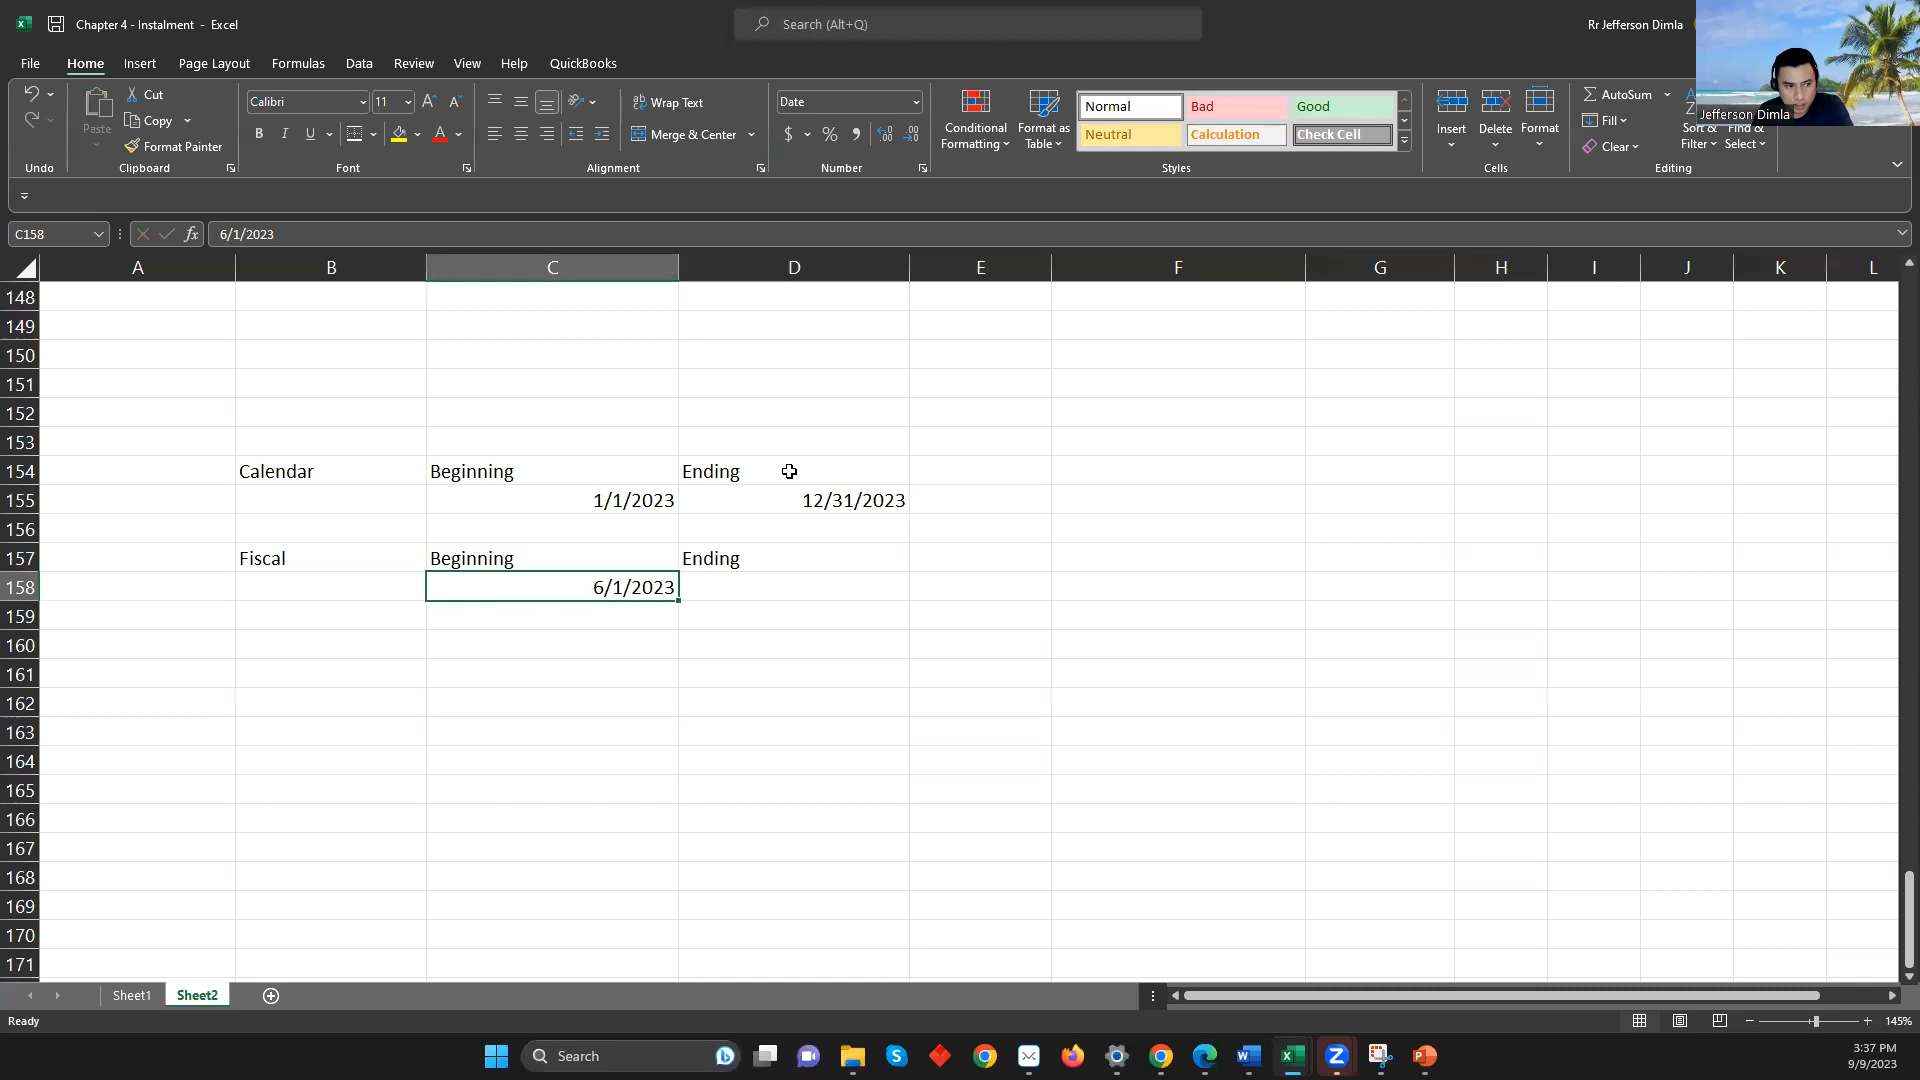 Chapter 4 - Instalment - Excel
Search (Alt+Q)
Rr Jefferson Dimla
File Home Insert Page Layout Formulas Data Review View Help QuickBooks
Undo
Paste
Cut
Copy
Format Painter
Clipboard
Calibri 11
B I U
Font
Wrap Text
Merge & Center
Alignment
Date
$ % ,
Number
Conditional Formatting
Format as Table
Normal Bad Good
Neutral Calculation Check Cell
Styles
Insert Delete Format
Cells
AutoSum
Fill
Clear
Sort & Filter
Find & Select
Editing
Jefferson Dimla
C158 fx 6/1/2023
A B C D E F G H I J K L
148
149
150
151
152
153
154 Calendar Beginning Ending
155 1/1/2023 12/31/2023
156
157 Fiscal Beginning Ending
158 6/1/2023
159
160
161
162
163
164
165
166
167
168
169
170
171
Sheet1 Sheet2
Ready
145%
Search
3:37 PM
9/9/2023